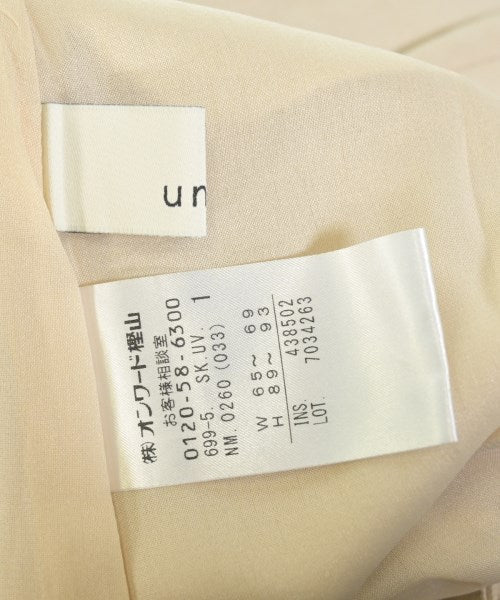 un
(株)オンワード樫山
お客様相談室
0120-58-6300
699-5. SK.UV.
NM. 0260 (033) 1
W 65～ 69
H 89～ 93
INS. 438502
LOT. 7034263